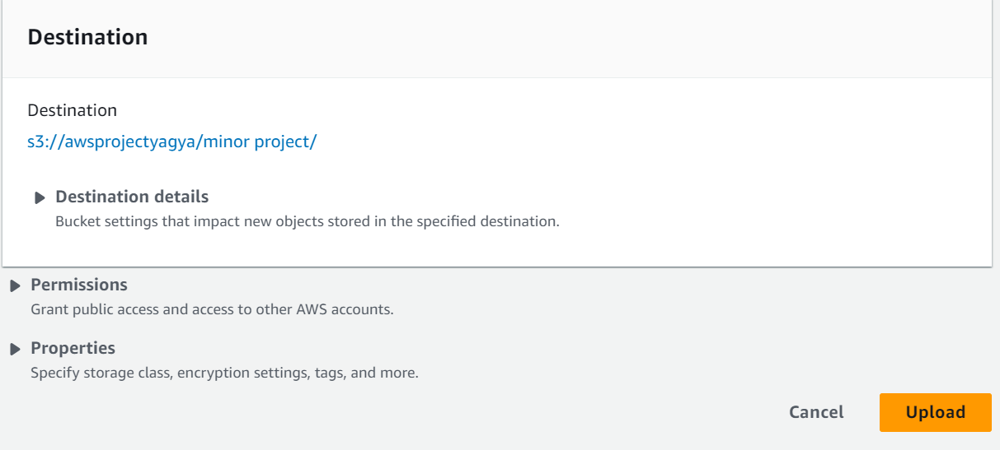 Destination
Destination
s3://awsprojectyagya/minor project/
Destination details
Bucket settings that impact new objects stored in the specified destination.
Permissions
Grant public access and access to other AWS accounts.
Properties
Specify storage class, encryption settings, tags, and more.
Cancel Upload